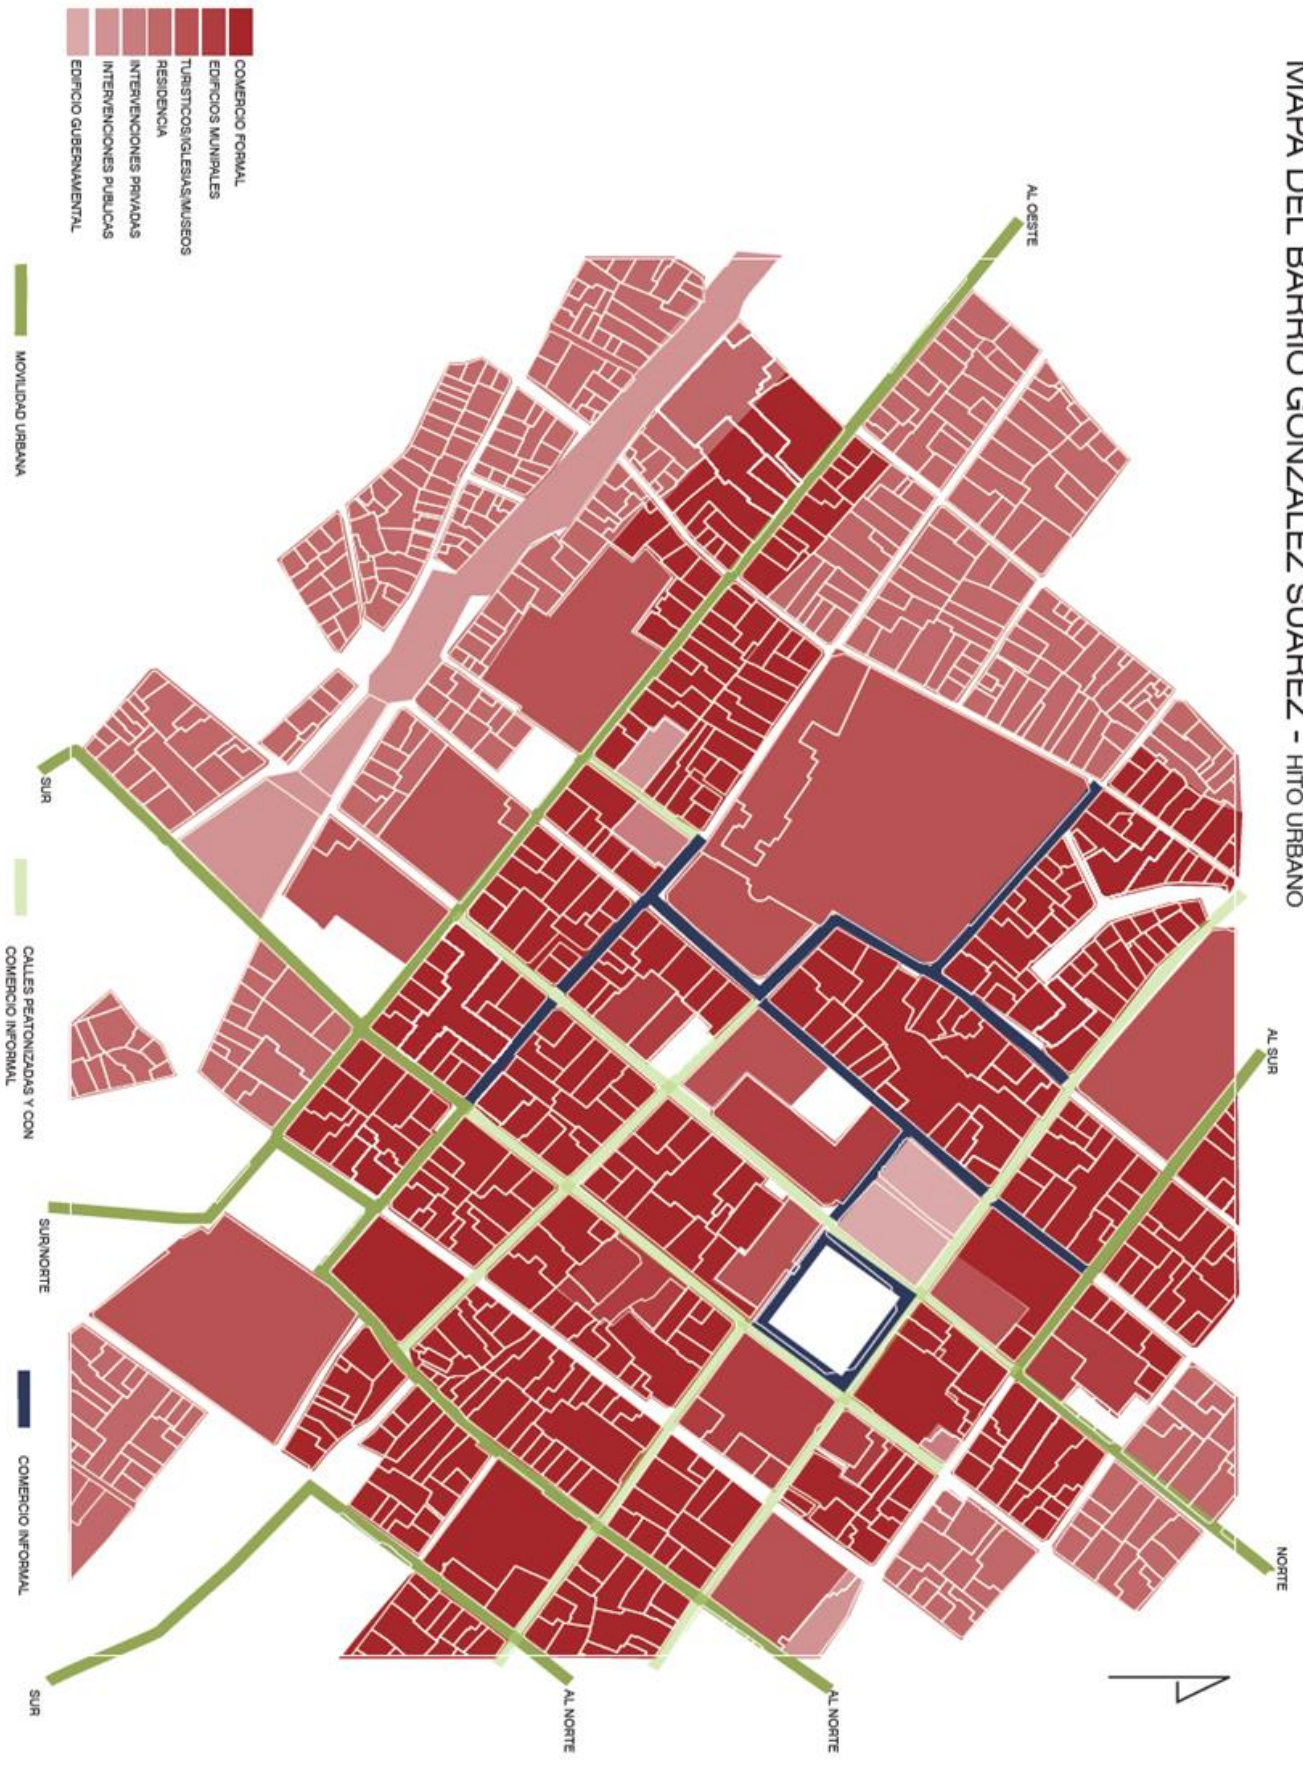 MAPA DEL BARRIO GONZALEZ SUAREZ - HITO URBANO
AL OESTE
AL SUR
NORTE
AL NORTE
AL NORTE
SUR
SUR/NORTE
SUR
COMERCIO FORMAL
EDIFICIOS MUNIPALES
TURISTICOS/IGLESIAS/MUSEOS
RESIDENCIA
INTERVENCIONES PRIVADAS
INTERVENCIONES PUBLICAS
EDIFICIO GUBERNAMENTAL
MOVILIDAD URBANA
CALLES PEATONIZADAS Y CON
COMERCIO INFORMAL
COMERCIO INFORMAL